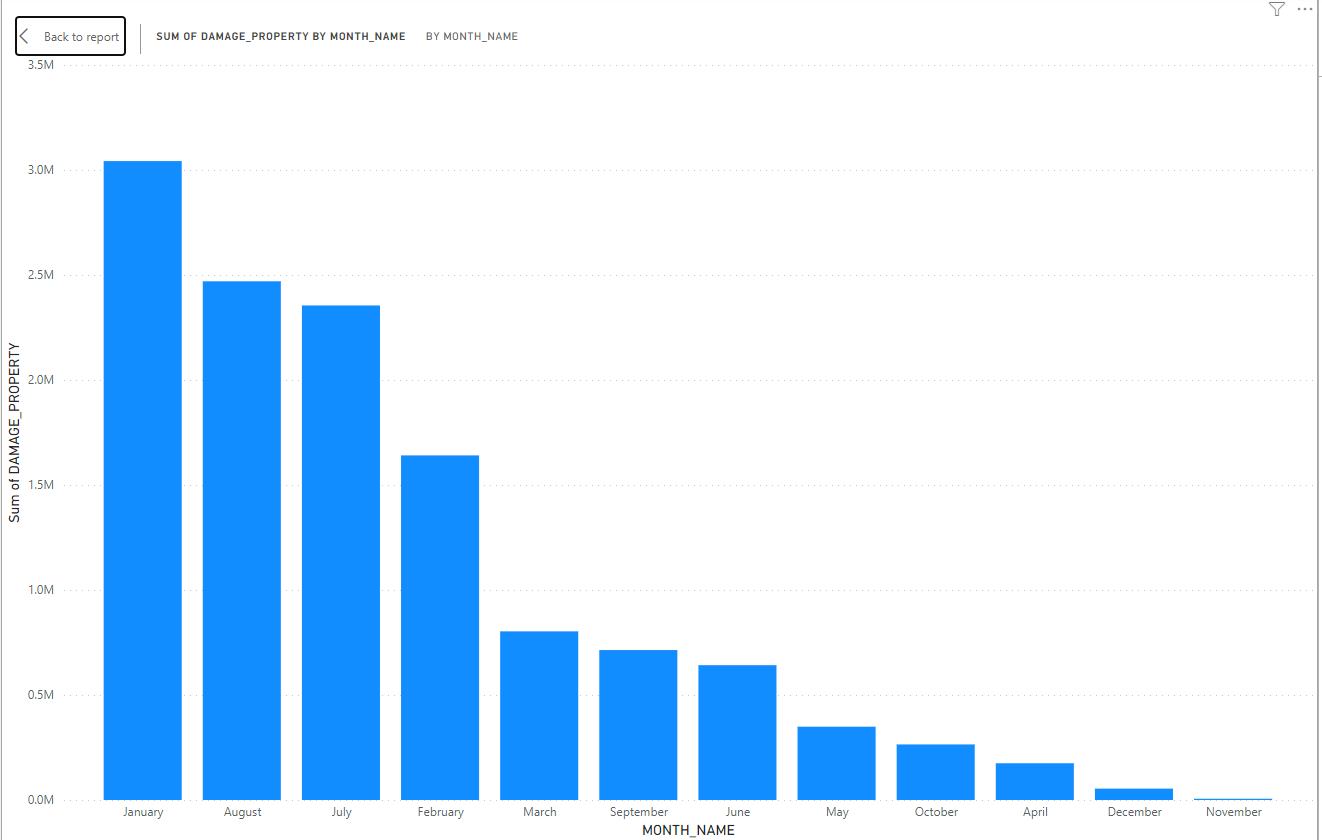 Back to report
SUM OF DAMAGE_PROPERTY BY MONTH_NAME
BY MONTH_NAME
3.5M
3.0M
2.5M
2.0M
1.5M
1.0M
0.5M
0.0M
Sum of DAMAGE_PROPERTY
January
August
July
February
March
September
June
May
October
April
December
November
MONTH_NAME